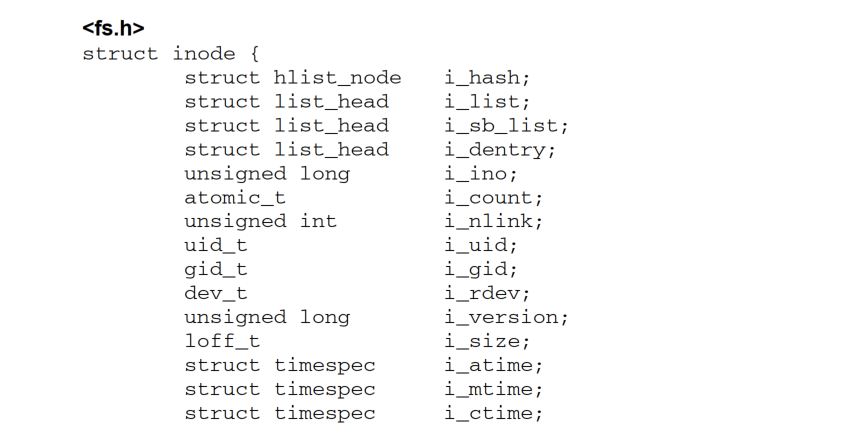 <fs.h>
struct inode {
struct hlist_node i_hash;
struct list_head i_list;
struct list_head i_sb_list;
struct list_head i_dentry;
unsigned long i_ino;
atomic_t i_count;
unsigned int i_nlink;
uid_t i_uid;
gid_t i_gid;
dev_t i_rdev;
unsigned long i_version;
loff_t i_size;
struct timespec i_atime;
struct timespec i_mtime;
struct timespec i_ctime;